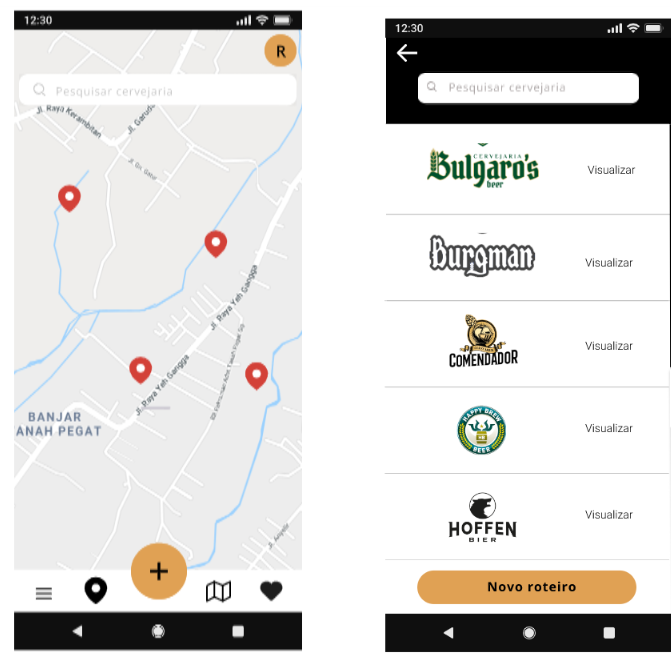 12:30
R
Pesquisar cervejaria
Jl. Raya Kerambitan
Jl. Garuda
Jl. Raya Yeh Gangga
Jl. Raya Yeh Gangga
BANJAR
ANAH PEGAT
+
12:30
Pesquisar cervejaria
CERVEJARIA
Bulgaro's
beer
Visualizar
Burgman
Visualizar
COMENDADOR
Visualizar
HAPPY BREW
BEER
Visualizar
HOFFEN
BIER
Visualizar
Novo roteiro